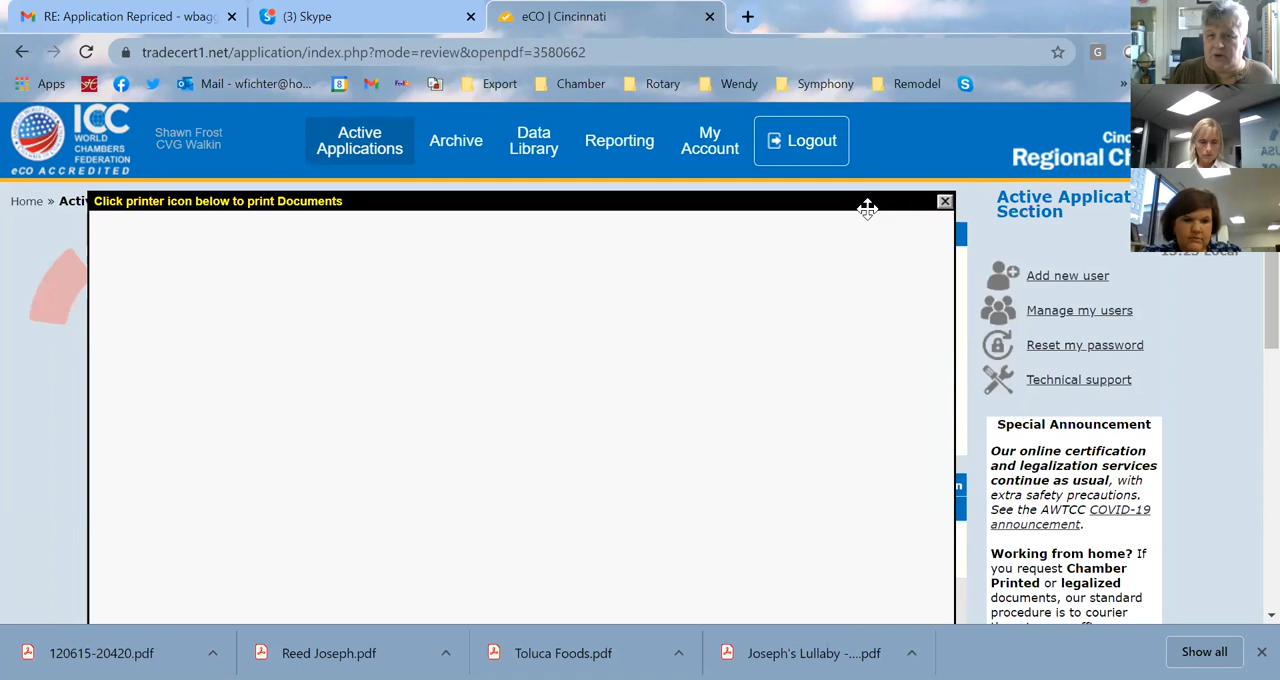 RE: Application Repriced - wbagg
(3) Skype
eCO | Cincinnati
tradecert1.net/application/index.php?mode=review&openpdf=3580662
G
Apps
Mail - wfichter@ho...
8
Export
Chamber
Rotary
Wendy
Symphony
Remodel
»
ICC
WORLD
CHAMBERS
FEDERATION
eCO ACCREDITED
Shawn Frost
CVG Walkin
Active
Applications
Archive
Data
Library
Reporting
My
Account
Logout
Cinc
Regional Ch
Home » Activ
Click printer icon below to print Documents
Active Applicat
Section
Add new user
Manage my users
Reset my password
Technical support
Special Announcement
Our online certification
and legalization services
continue as usual, with
extra safety precautions.
See the AWTCC COVID-19
announcement.
Working from home? If
you request Chamber
Printed or legalized
documents, our standard
procedure is to courier
120615-20420.pdf
Reed Joseph.pdf
Toluca Foods.pdf
Joseph's Lullaby -....pdf
Show all